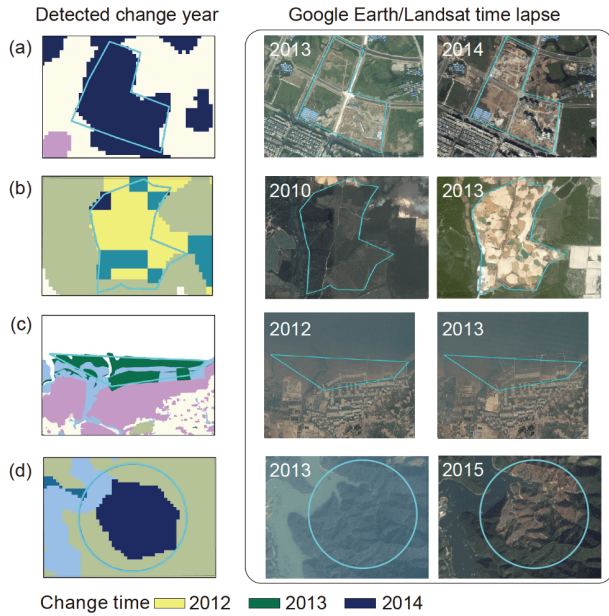 Detected change year
Google Earth/Landsat time lapse
(a)
2013
2014
(b)
2010
2013
(c)
2012
2013
(d)
2013
2015
Change time 2012 2013 2014